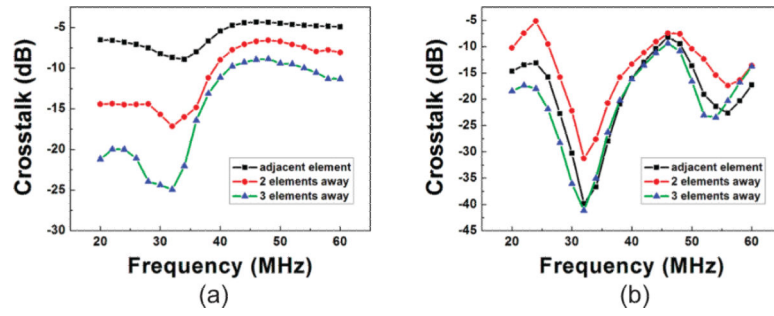 Crosstalk (dB)
-5
-10
-15
-20
-25
-30
20 30 40 50 60
adjacent element
2 elements away
3 elements away
Frequency (MHz)
(a)
Crosstalk (dB)
-5
-10
-15
-20
-25
-30
-35
-40
-45
20 30 40 50 60
adjacent element
2 elements away
3 elements away
Frequency (MHz)
(b)